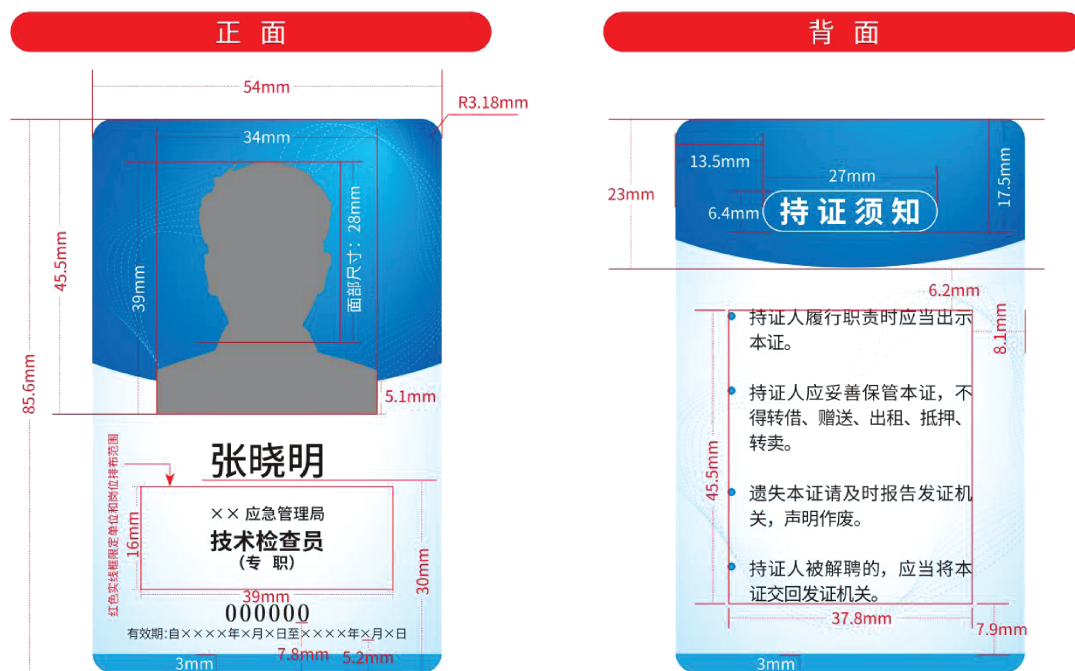 正 面
54mm
R3.18mm
34mm
面部尺寸：28mm
45.5mm
39mm
85.6mm
5.1mm
张晓明
红色实线框限定单位和岗位排布范围
×× 应急管理局
技术检查员
（专 职）
16mm
30mm
39mm
000000
有效期:自××××年×月×日至××××年×月×日
7.8mm
5.2mm
3mm
背 面
13.5mm
27mm
17.5mm
23mm
6.4mm
持证须知
6.2mm
8.1mm
持证人履行职责时应当出示
本证。
持证人应妥善保管本证，不
得转借、赠送、出租、抵押、
转卖。
45.5mm
遗失本证请及时报告发证机
关，声明作废。
持证人被解聘的，应当将本
证交回发证机关。
37.8mm
7.9mm
3mm